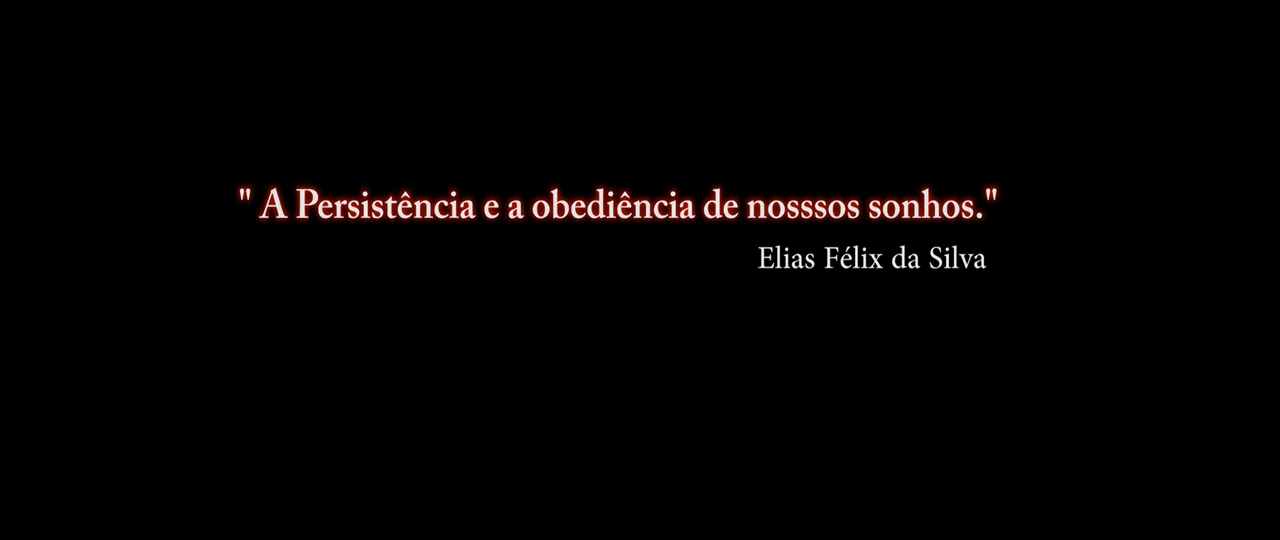 " A Persistência e a obediência de nosssos sonhos."
Elias Félix da Silva